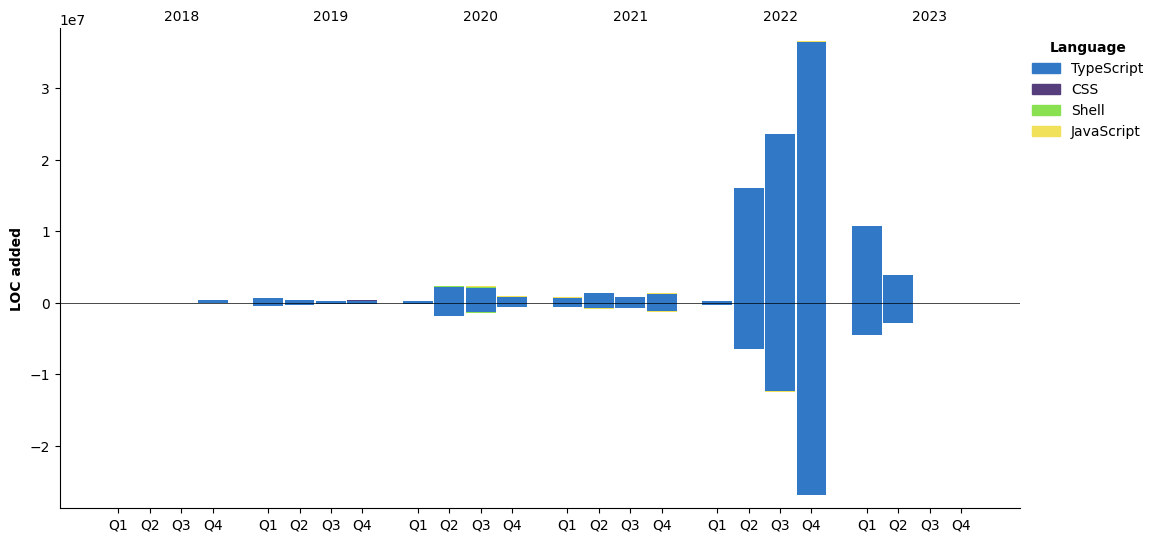 1e7
2018 2019 2020 2021 2022 2023
Language
TypeScript
CSS
Shell
JavaScript
3
2
1
0
−1
−2
LOC added
Q1 Q2 Q3 Q4 Q1 Q2 Q3 Q4 Q1 Q2 Q3 Q4 Q1 Q2 Q3 Q4 Q1 Q2 Q3 Q4 Q1 Q2 Q3 Q4